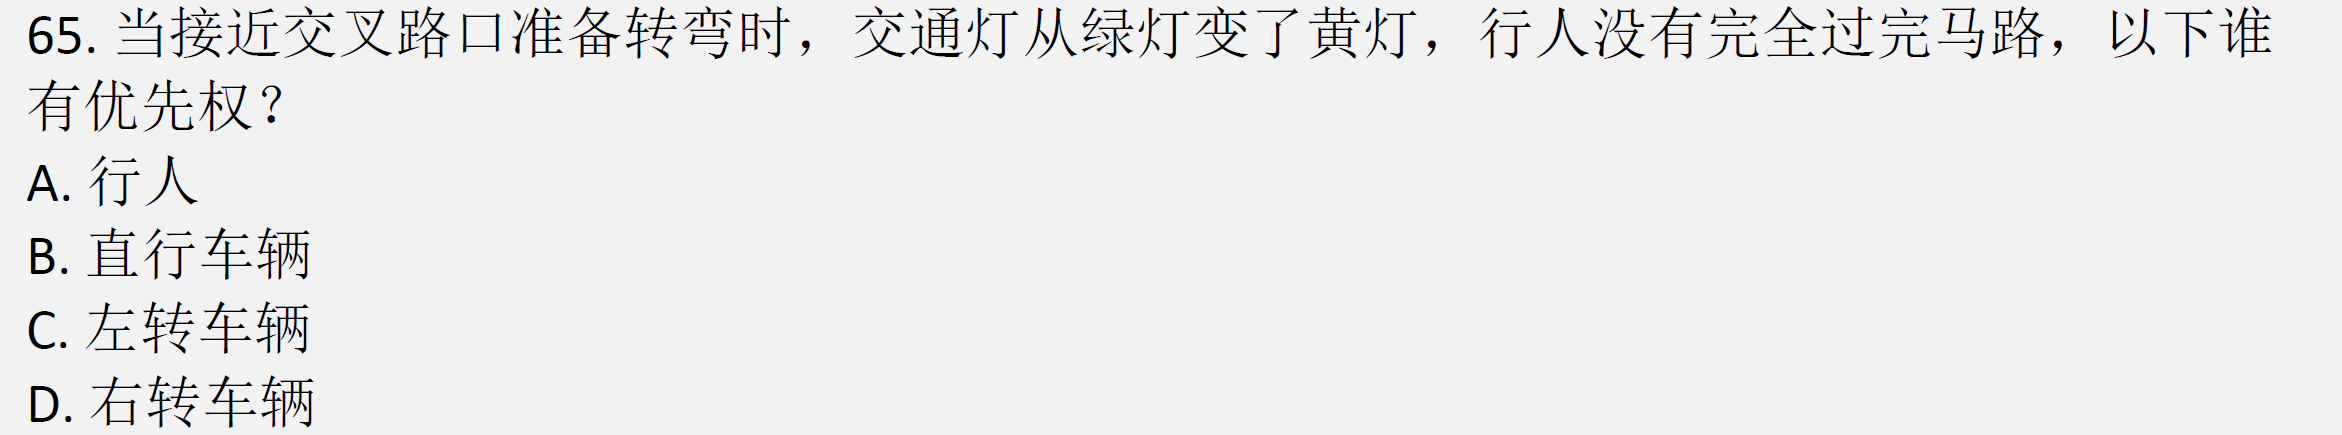 65. 当接近交叉路口准备转弯时，交通灯从绿灯变了黄灯，行人没有完全过完马路，以下谁
有优先权？
A. 行人
B. 直行车辆
C. 左转车辆
D. 右转车辆